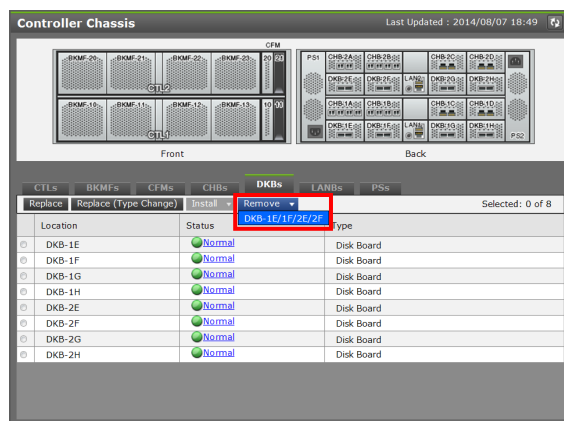 Controller Chassis
Last Updated : 2014/08/07 18:49
CFM
BKMF-20 BKMF-21 BKMF-22 BKMF-23 20 20
CTL2
BKMF-10 BKMF-11 BKMF-12 BKMF-13 10 10
CTL1
Front
PS1 CHB-2A CHB-2B CHB-2C CHB-2D
DKB-2E DKB-2F LAN2 DKB-2G DKB-2H
CHB-1A CHB-1B CHB-1C CHB-1D
DKB-1E DKB-1F LAN1 DKB-1G DKB-1H PS2
Back
CTLs BKMFs CFMs CHBs DKBs LANBs PSs
Replace Replace (Type Change) Install Remove Selected: 0 of 8
DKB-1E/1F/2E/2F
Location Status Type
DKB-1E Normal Disk Board
DKB-1F Normal Disk Board
DKB-1G Normal Disk Board
DKB-1H Normal Disk Board
DKB-2E Normal Disk Board
DKB-2F Normal Disk Board
DKB-2G Normal Disk Board
DKB-2H Normal Disk Board